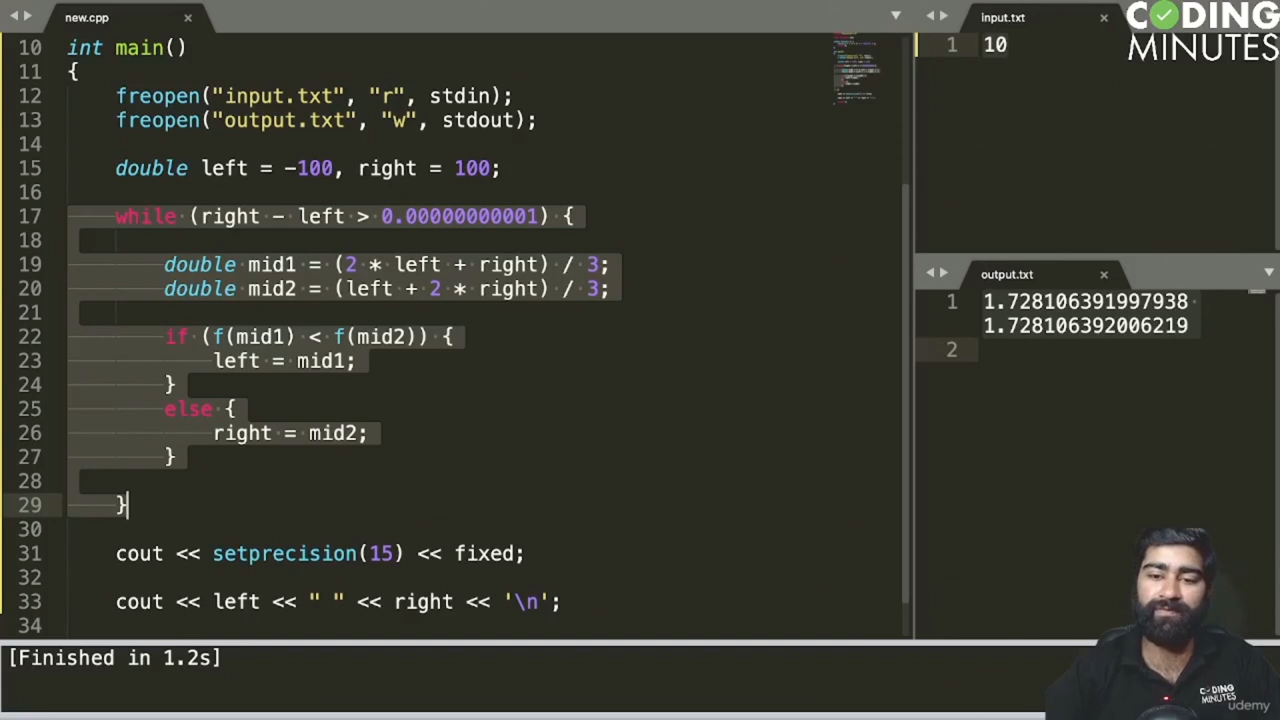 new.cpp
10 int main()
11 {
12 freopen("input.txt", "r", stdin);
13 freopen("output.txt", "w", stdout);
14
15 double left = -100, right = 100;
16
17 while (right - left > 0.00000000001) {
18
19 double mid1 = (2 * left + right) / 3;
20 double mid2 = (left + 2 * right) / 3;
21
22 if (f(mid1) < f(mid2)) {
23 left = mid1;
24 }
25 else {
26 right = mid2;
27 }
28
29 }
30
31 cout << setprecision(15) << fixed;
32
33 cout << left << " " << right << '\n';
34
[Finished in 1.2s]
input.txt
1 10
CODING
MINUTES
output.txt
1 1.728106391997938
1.728106392006219
2
CODING
MINUTES
udemy